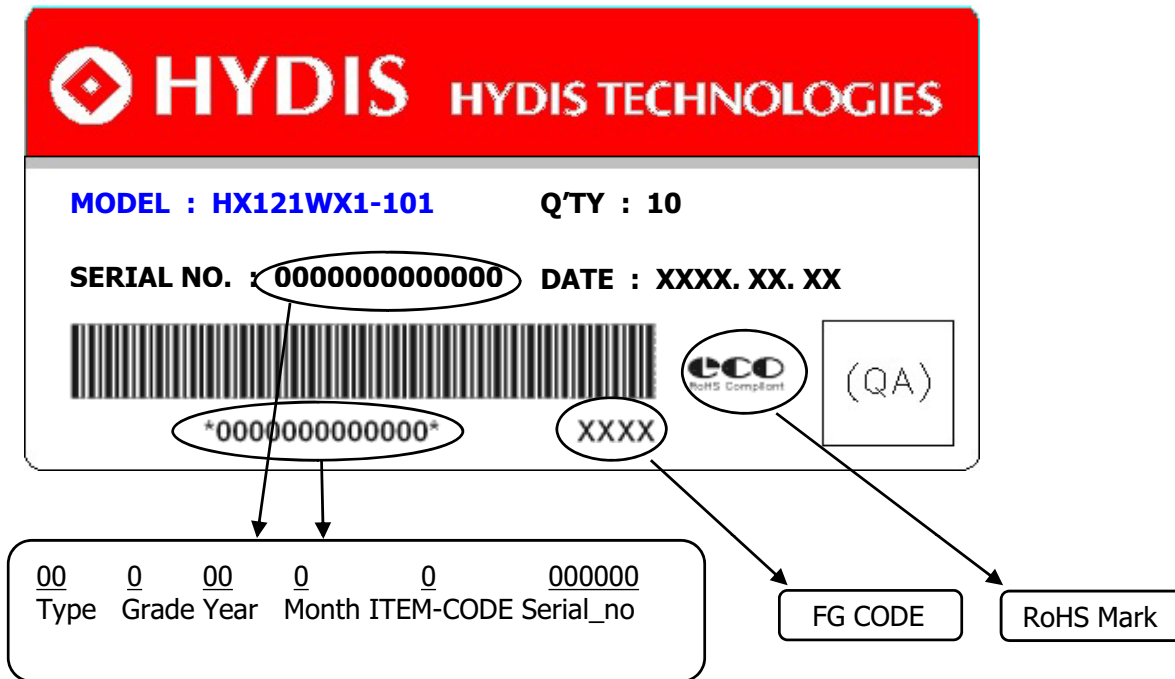 HYDIS HYDIS TECHNOLOGIES
MODEL : HX121WX1-101 Q'TY : 10
SERIAL NO. : 0000000000000 DATE : XXXX. XX. XX
eco
RoHS Compliant
(QA)
*0000000000000* XXXX
00 0 00 0 0 000000
Type Grade Year Month ITEM-CODE Serial_no
FG CODE
RoHS Mark